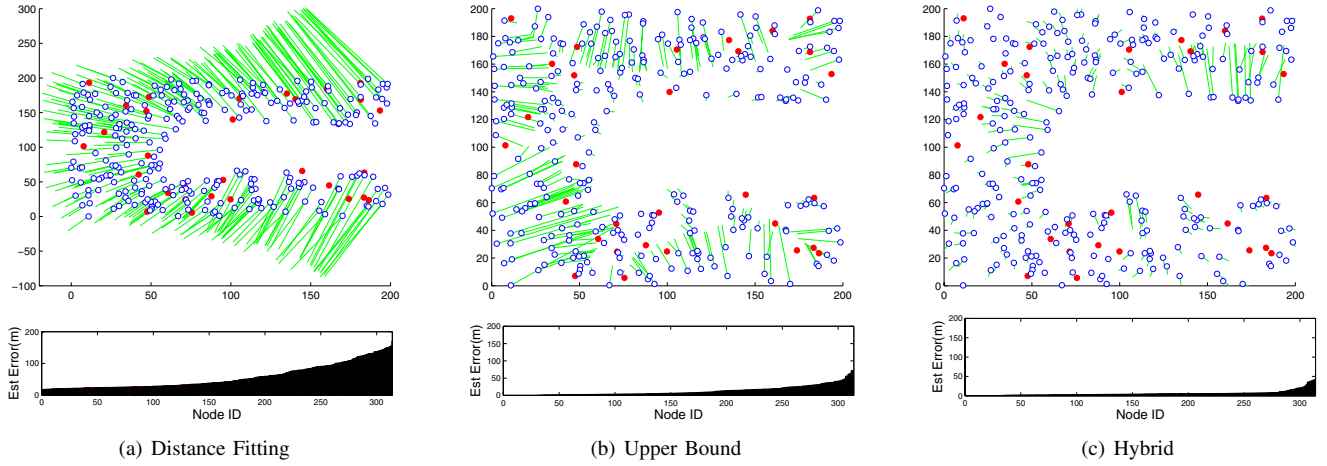 300
250
200
150
100
50
0
−50
−100
0 50 100 150 200
200
100
0
Est Error(m)
0 50 100 150 200 250 300
Node ID
(a) Distance Fitting
200
180
160
140
120
100
80
60
40
20
0
0 50 100 150 200
200
150
100
50
0
Est Error(m)
0 50 100 150 200 250 300
Node ID
(b) Upper Bound
200
180
160
140
120
100
80
60
40
20
0
0 50 100 150 200
200
150
100
50
0
Est Error(m)
0 50 100 150 200 250 300
Node ID
(c) Hybrid